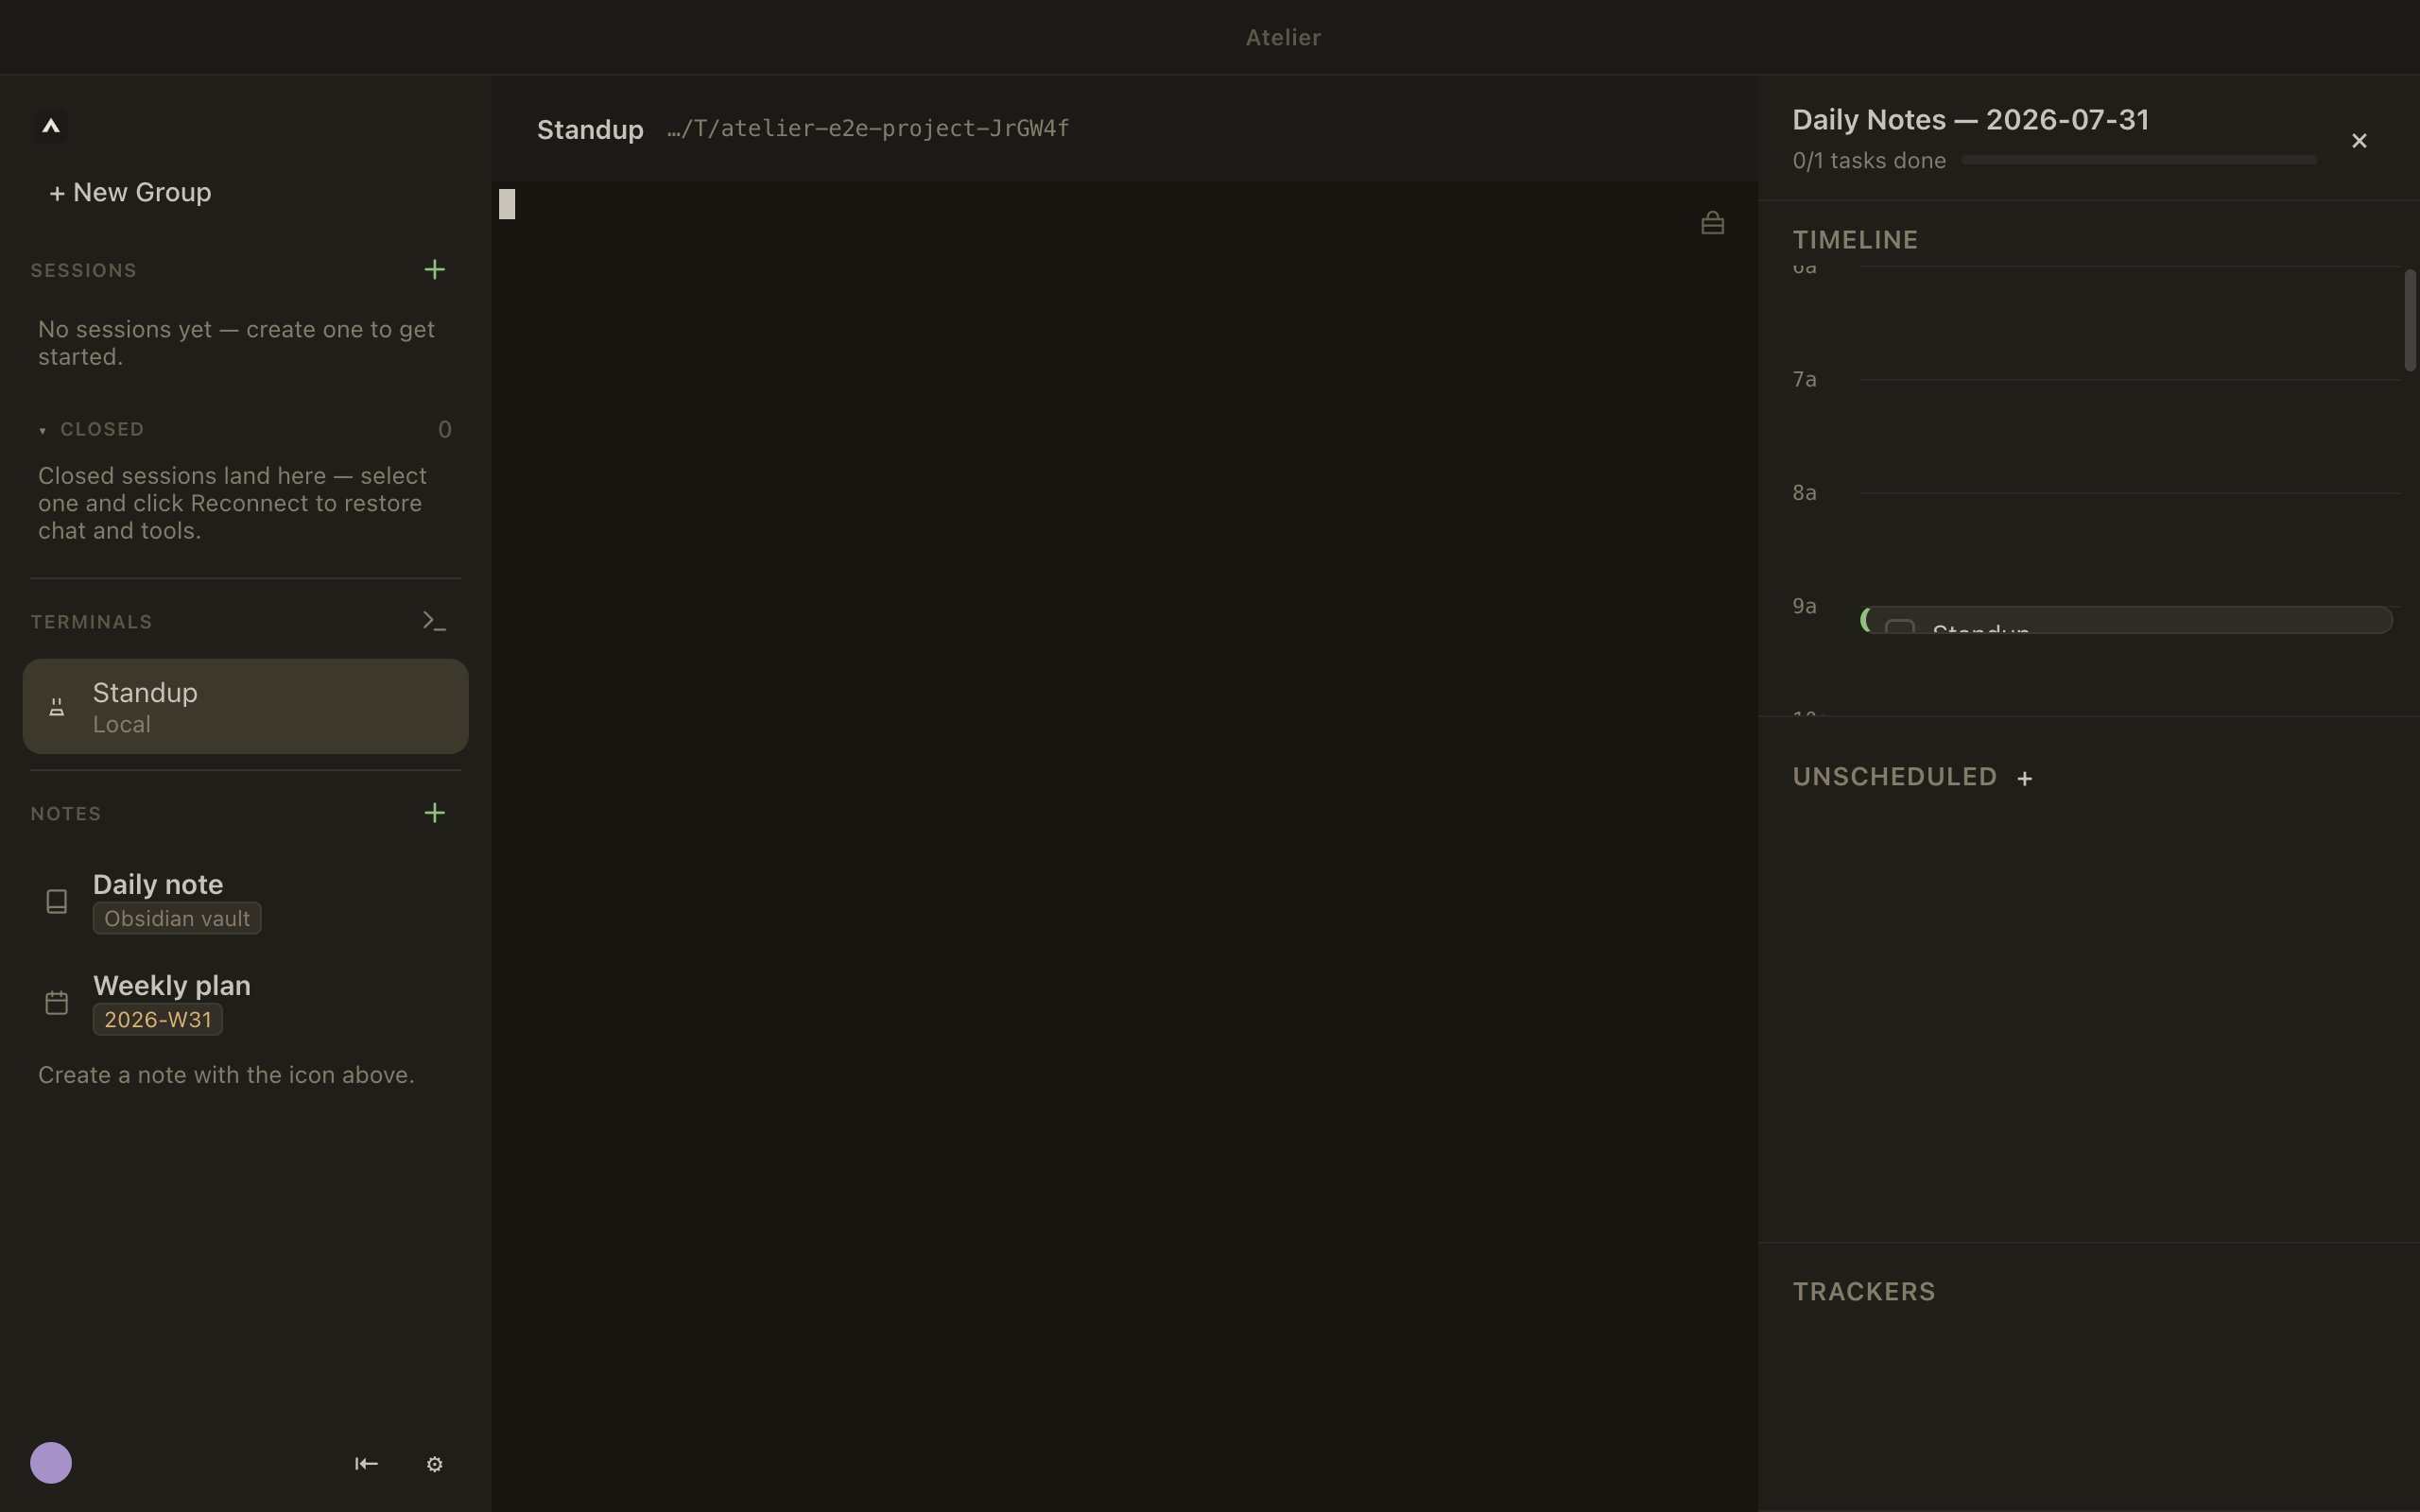 Atelier
+ New Group
SESSIONS
No sessions yet — create one to get
started.
CLOSED 0
Closed sessions land here — select
one and click Reconnect to restore
chat and tools.
TERMINALS
Standup
Local
NOTES
Daily note
Obsidian vault
Weekly plan
2026-W31
Create a note with the icon above.
Standup …/T/atelier-e2e-project-JrGW4f
Daily Notes — 2026-07-31
0/1 tasks done
TIMELINE
7a
8a
9a
Standup
UNSCHEDULED +
TRACKERS